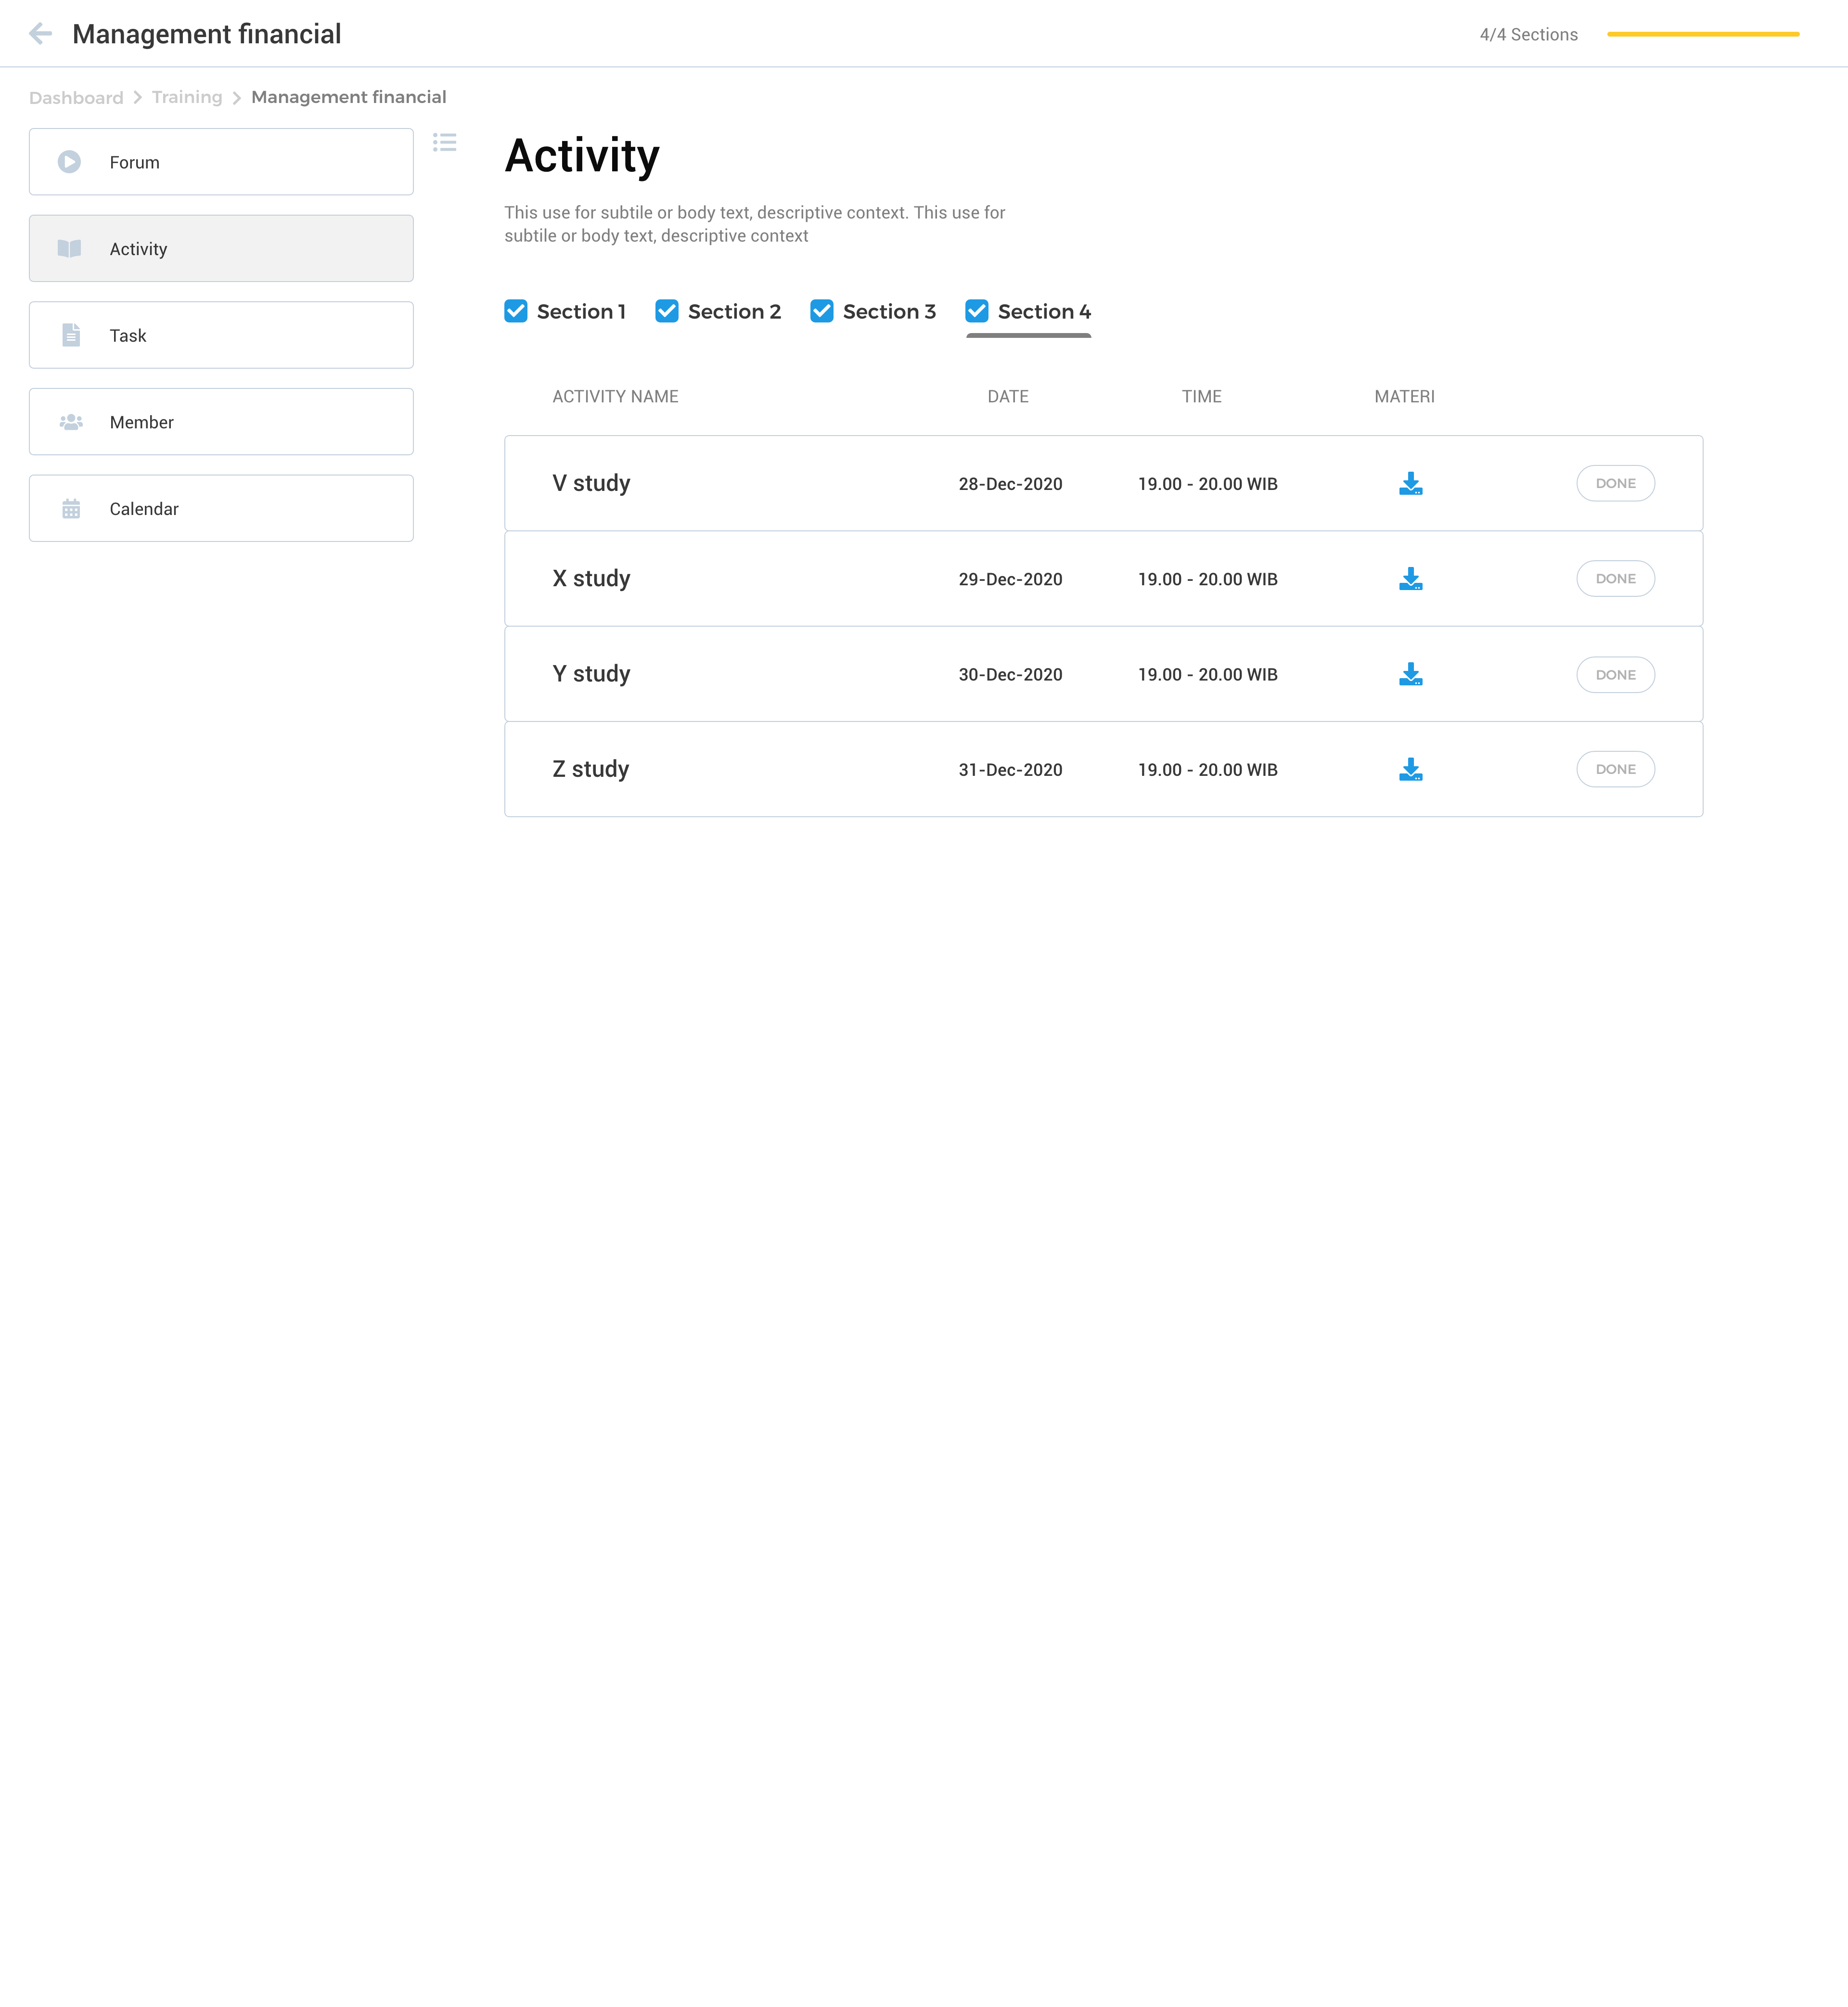 Management financial
4/4 Sections
Dashboard
Training
Management financial
Forum
Activity
Task
Member
Calendar
Activity
This use for subtile or body text, descriptive context. This use for
subtile or body text, descriptive context
Section 1
Section 2
Section 3
Section 4
ACTIVITY NAME DATE TIME MATERI
V study 28-Dec-2020 19.00 - 20.00 WIB DONE
X study 29-Dec-2020 19.00 - 20.00 WIB DONE
Y study 30-Dec-2020 19.00 - 20.00 WIB DONE
Z study 31-Dec-2020 19.00 - 20.00 WIB DONE